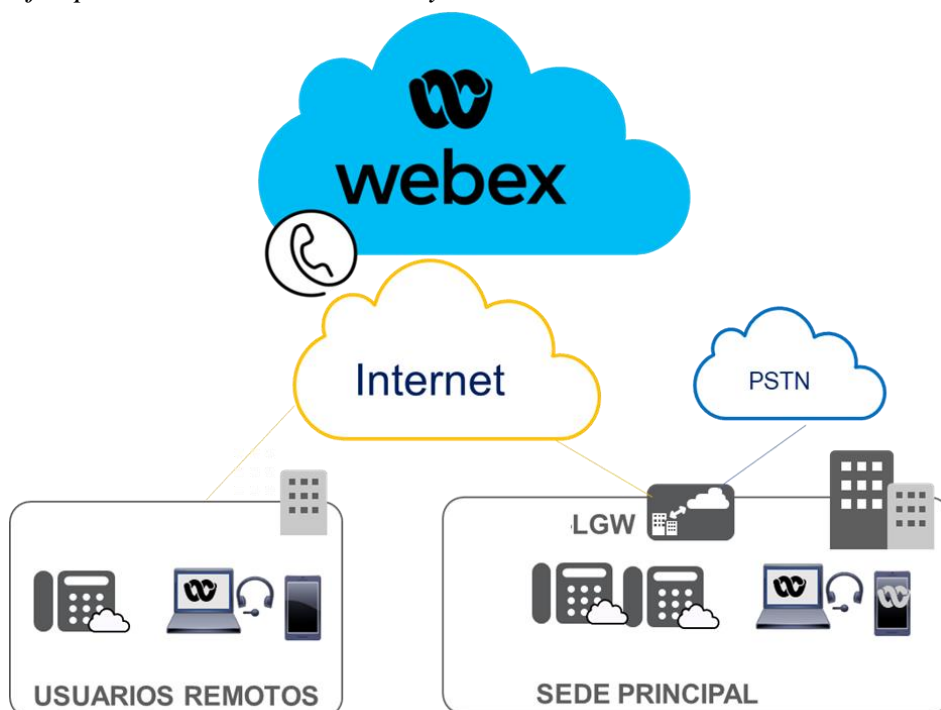 webex
Internet
PSTN
LGW
USUARIOS REMOTOS
SEDE PRINCIPAL